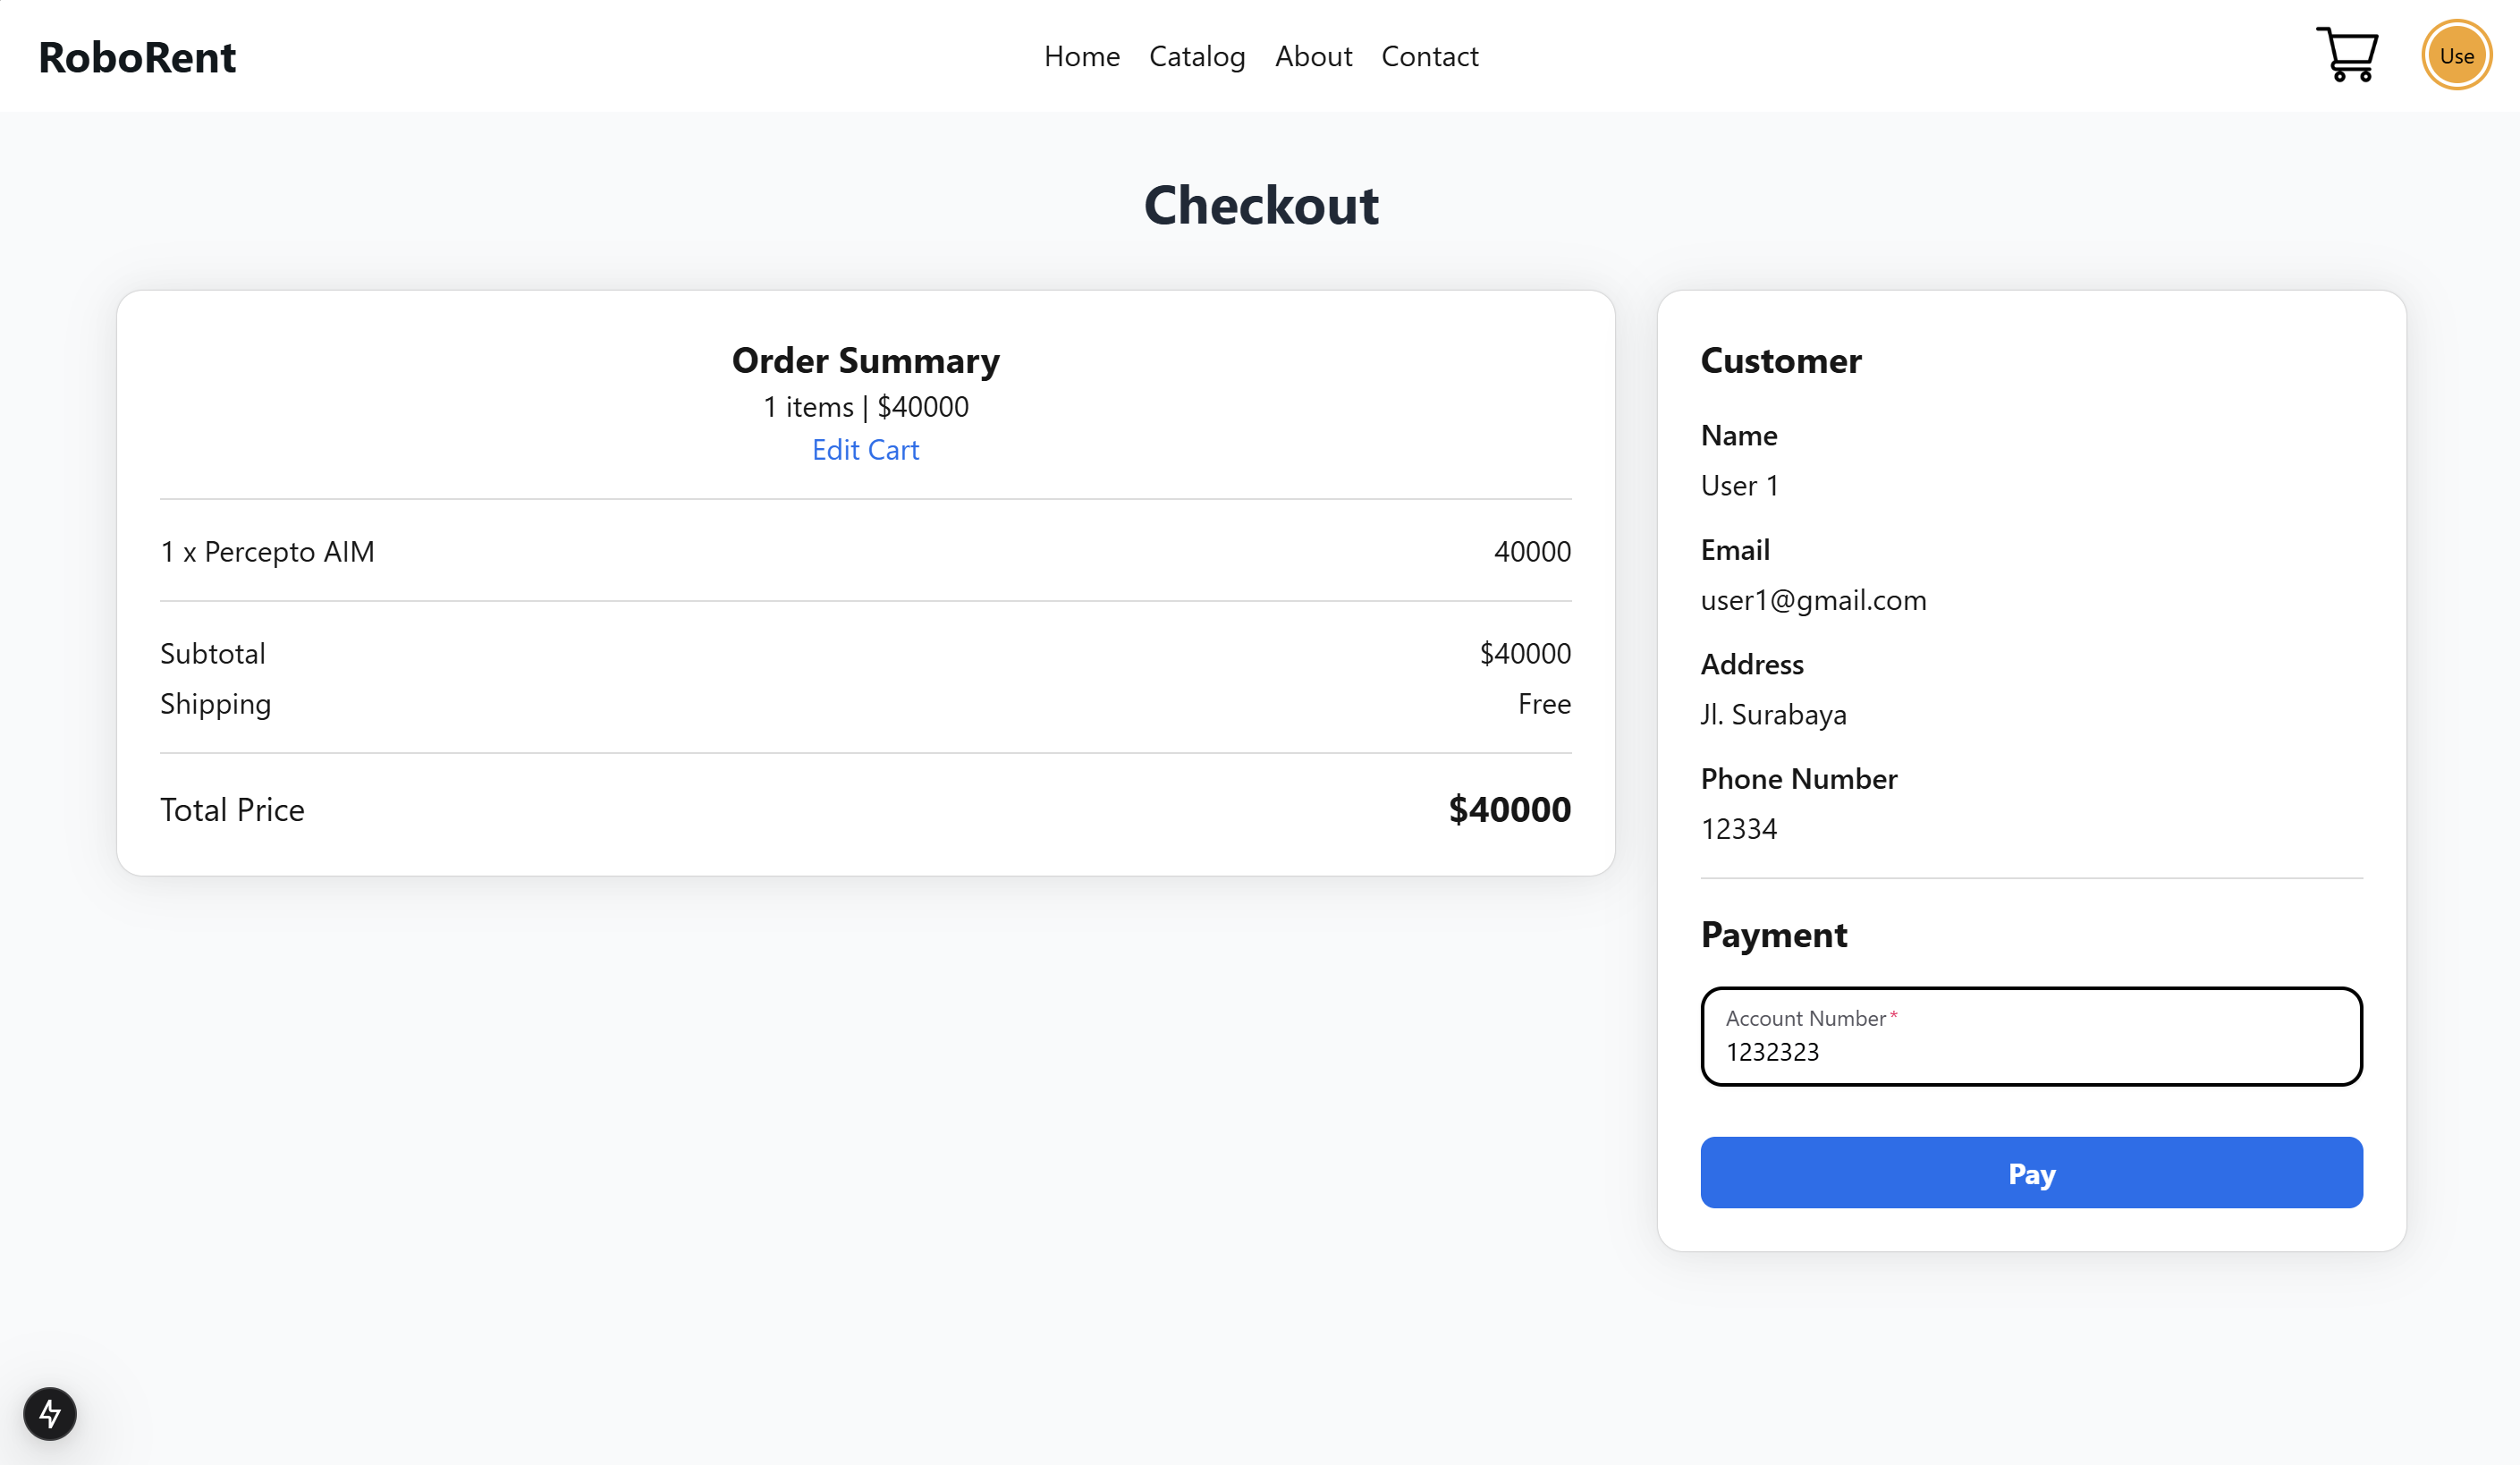 RoboRent
Home Catalog About Contact
Use
Checkout
Order Summary
1 items | $40000
Edit Cart
1 x Percepto AIM 40000
Subtotal $40000
Shipping Free
Total Price $40000
Customer
Name
User 1
Email
user1@gmail.com
Address
Jl. Surabaya
Phone Number
12334
Payment
Account Number*
1232323
Pay